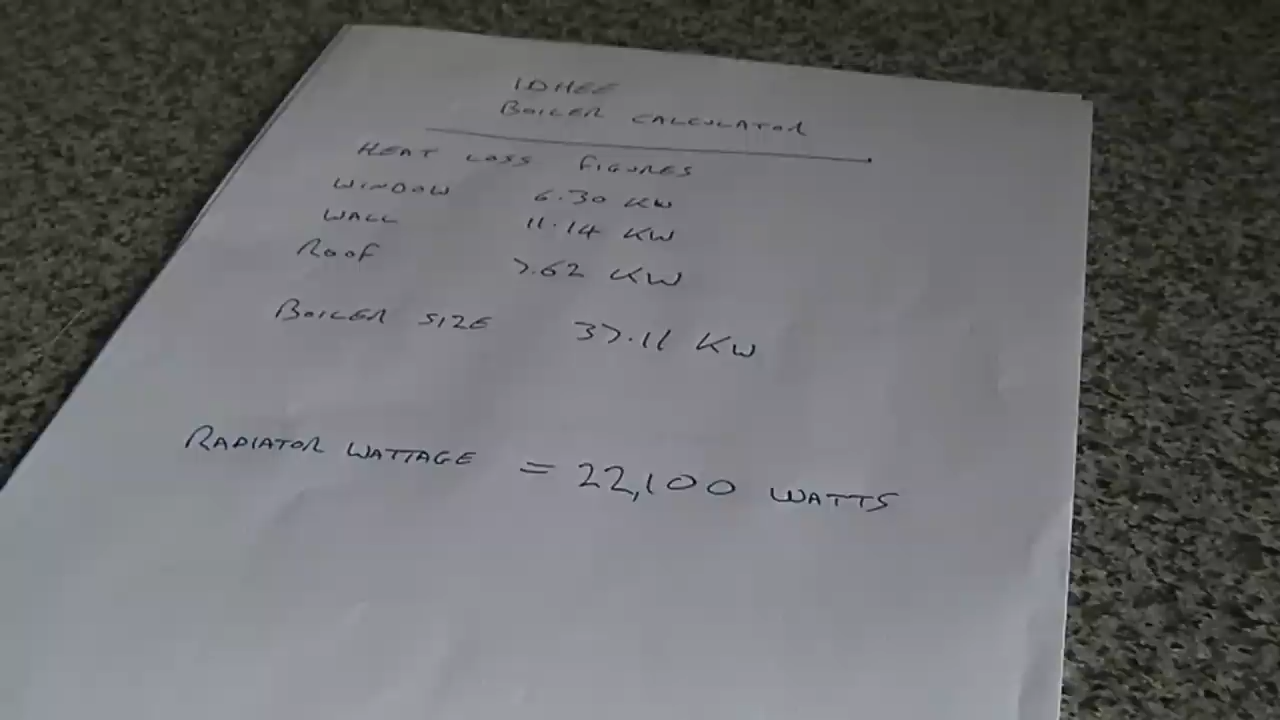 IDHEE
BOILER CALCULATOR
HEAT LOSS FIGURES
WINDOW 6.30 KW
WALL 11.14 KW
ROOF 7.62 KW
BOILER SIZE 37.11 KW
RADIATOR WATTAGE = 22,100 WATTS